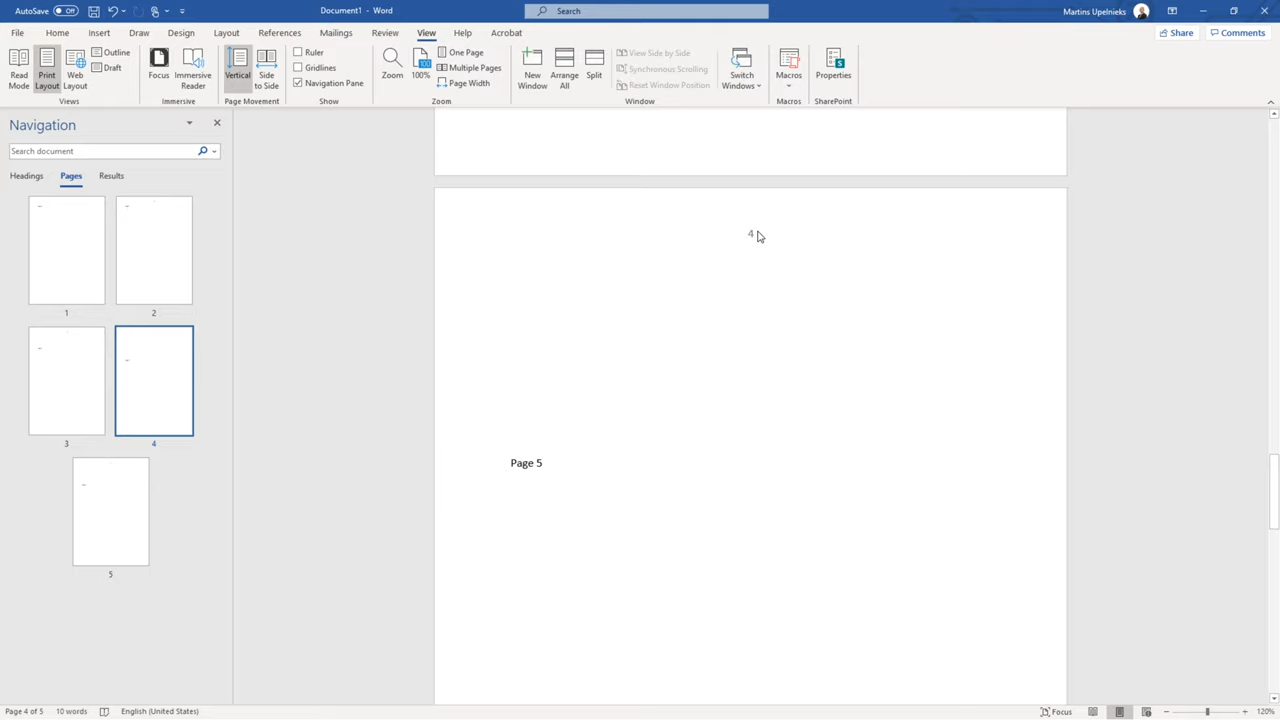 AutoSave Off Document1 - Word Search Martins Upelnieks
File Home Insert Draw Design Layout References Mailings Review View Help Acrobat Share Comments
Read Mode Print Layout Web Layout Outline Draft Focus Immersive Reader Vertical Side to Side Ruler Gridlines Navigation Pane Zoom 100 100% One Page Multiple Pages Page Width New Window Arrange All Split View Side by Side Synchronous Scrolling Reset Window Position Switch Windows Macros Properties
Views Immersive Page Movement Show Zoom Window Macros SharePoint
Navigation
Search document
Headings Pages Results
4
1 2
3 4
5
Page 5
Page 4 of 5 10 words English (United States) Focus 120%